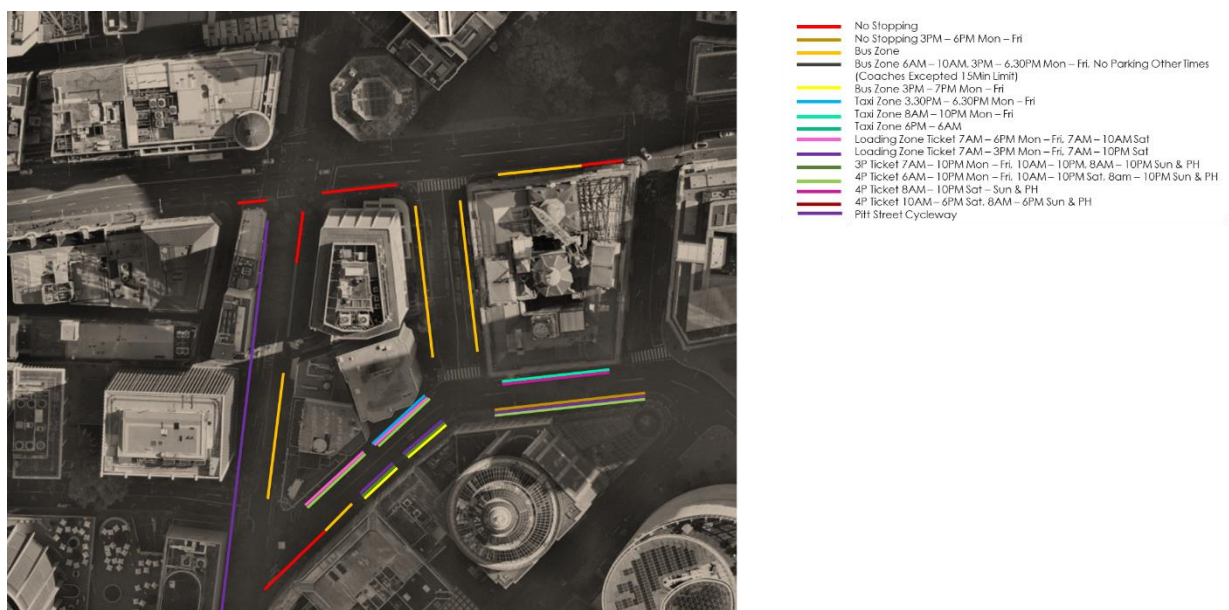 No Stopping
No Stopping 3PM – 6PM Mon – Fri
Bus Zone
Bus Zone 6AM – 10AM, 3PM – 6.30PM Mon – Fri. No Parking Other Times
(Coaches Excepted 15Min Limit)
Bus Zone 3PM – 7PM Mon – Fri
Taxi Zone 3.30PM – 6.30PM Mon – Fri
Taxi Zone 8AM – 10PM Mon – Fri
Taxi Zone 6PM – 6AM
Loading Zone Ticket 7AM – 6PM Mon – Fri, 7AM – 10AM Sat
Loading Zone Ticket 7AM – 3PM Mon – Fri, 7AM – 10PM Sat
3P Ticket 7AM – 10PM Mon – Fri, 10AM – 10PM, 8AM – 10PM Sun & PH
4P Ticket 6AM – 10PM Mon – Fri, 10AM – 10PM Sat, 8am – 10PM Sun & PH
4P Ticket 8AM – 10PM Sat – Sun & PH
4P Ticket 10AM – 6PM Sat, 8AM – 6PM Sun & PH
Pitt Street Cycleway